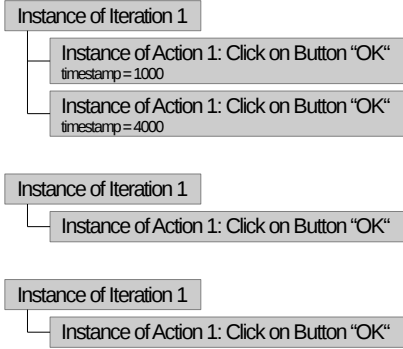 Instance of Iteration 1
Instance of Action 1: Click on Button “OK“
timestamp = 1000
Instance of Action 1: Click on Button “OK“
timestamp = 4000
Instance of Iteration 1
Instance of Action 1: Click on Button “OK“
Instance of Iteration 1
Instance of Action 1: Click on Button “OK“